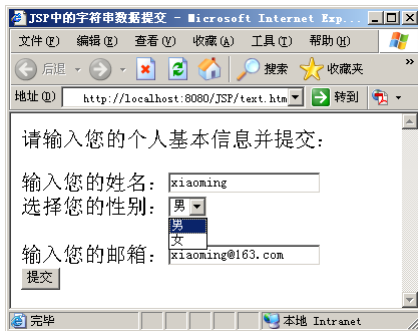 JSP中的字符串数据提交 - Microsoft Internet Exp...
文件(F) 编辑(E) 查看(V) 收藏(A) 工具(T) 帮助(H)
后退 搜索 收藏夹 »
地址(D) http://localhost:8080/JSP/text.htm 转到
请输入您的个人基本信息并提交:
输入您的姓名: xiaoming
选择您的性别: 男
男
女
输入您的邮箱: xiaoming@163.com
提交
完毕 本地 Intranet